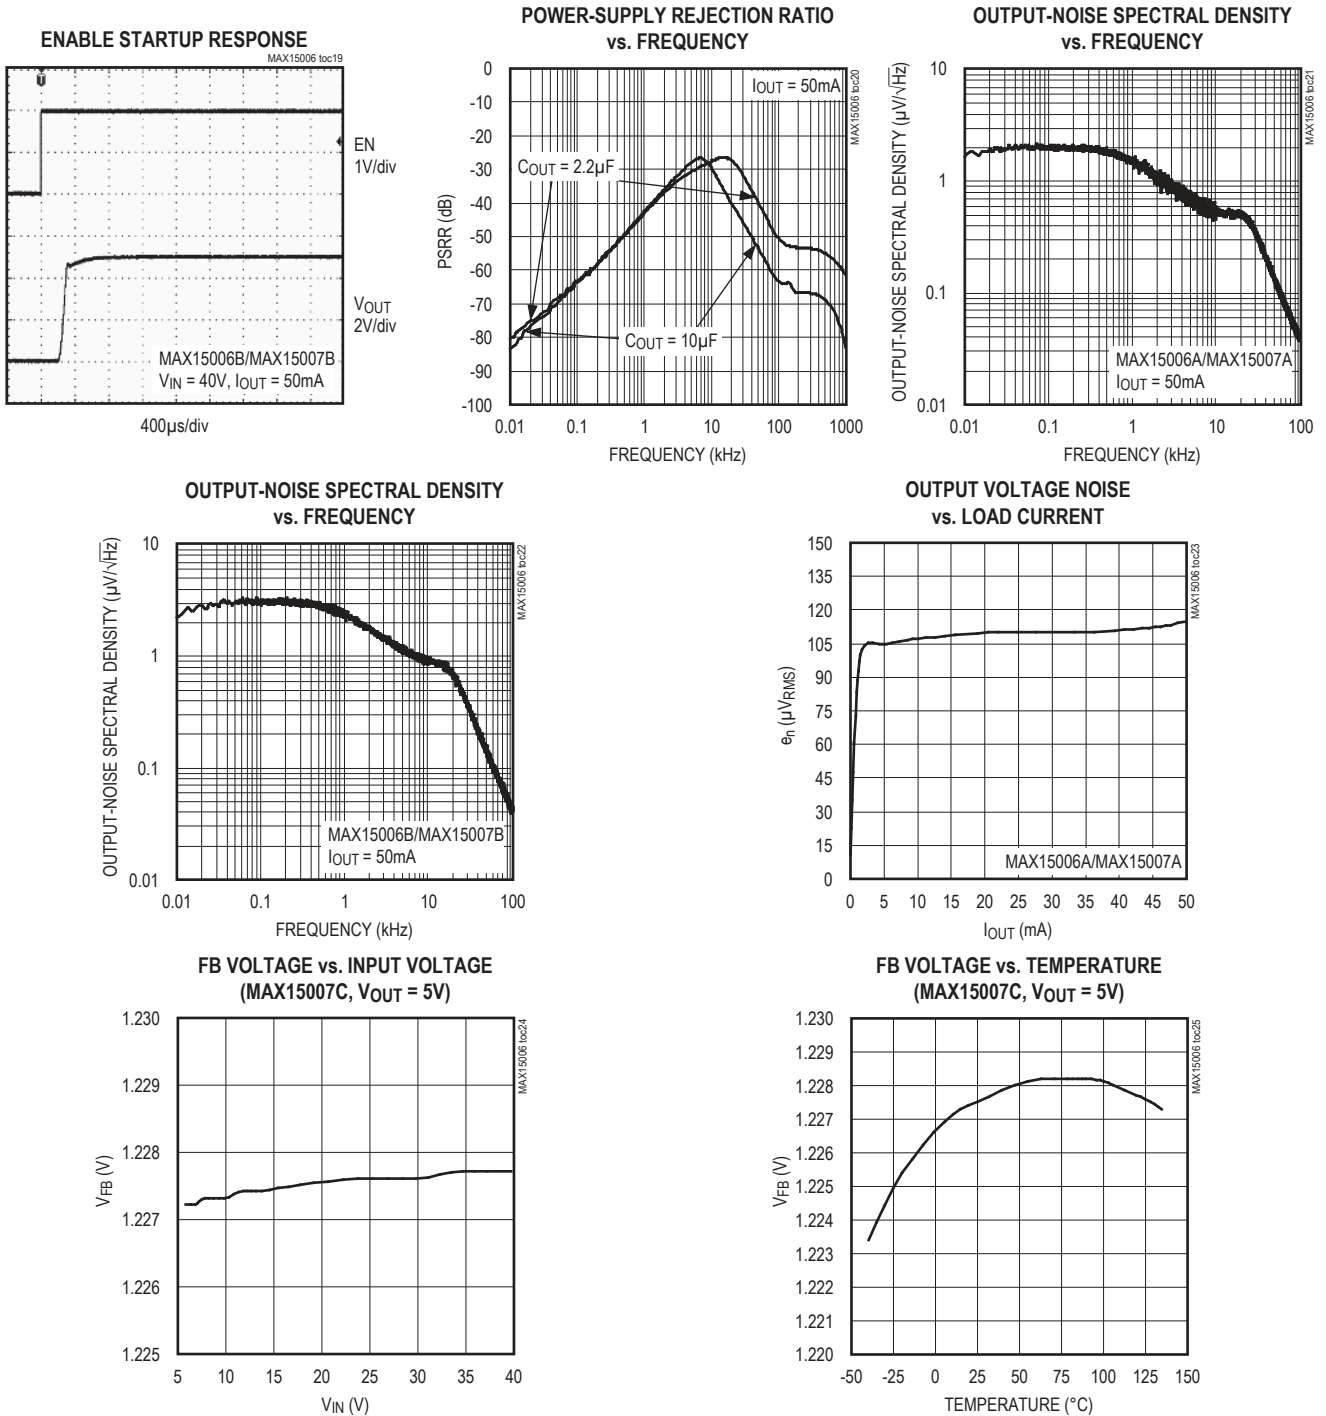 ENABLE STARTUP RESPONSE
MAX15006 toc19
T
EN
1V/div
VOUT
2V/div
MAX15006B/MAX15007B
VIN = 40V, IOUT = 50mA
400µs/div
POWER-SUPPLY REJECTION RATIO
vs. FREQUENCY
MAX15006 toc20
IOUT = 50mA
COUT = 2.2µF
COUT = 10µF
PSRR (dB)
0
-10
-20
-30
-40
-50
-60
-70
-80
-90
-100
0.01 0.1 1 10 100 1000
FREQUENCY (kHz)
OUTPUT-NOISE SPECTRAL DENSITY
vs. FREQUENCY
MAX15006 toc21
OUTPUT-NOISE SPECTRAL DENSITY (µV/√Hz)
10
1
0.1
0.01
MAX15006A/MAX15007A
IOUT = 50mA
0.01 0.1 1 10 100
FREQUENCY (kHz)
OUTPUT-NOISE SPECTRAL DENSITY
vs. FREQUENCY
MAX15006 toc22
OUTPUT-NOISE SPECTRAL DENSITY (µV/√Hz)
10
1
0.1
0.01
MAX15006B/MAX15007B
IOUT = 50mA
0.01 0.1 1 10 100
FREQUENCY (kHz)
OUTPUT VOLTAGE NOISE
vs. LOAD CURRENT
MAX15006 toc23
en (µVRMS)
150
135
120
105
90
75
60
45
30
15
0
MAX15006A/MAX15007A
0 5 10 15 20 25 30 35 40 45 50
IOUT (mA)
FB VOLTAGE vs. INPUT VOLTAGE
(MAX15007C, VOUT = 5V)
MAX15006 toc24
VFB (V)
1.230
1.229
1.228
1.227
1.226
1.225
5 10 15 20 25 30 35 40
VIN (V)
FB VOLTAGE vs. TEMPERATURE
(MAX15007C, VOUT = 5V)
MAX15006 toc25
VFB (V)
1.230
1.229
1.228
1.227
1.226
1.225
1.224
1.223
1.222
1.221
1.220
-50 -25 0 25 50 75 100 125 150
TEMPERATURE (°C)